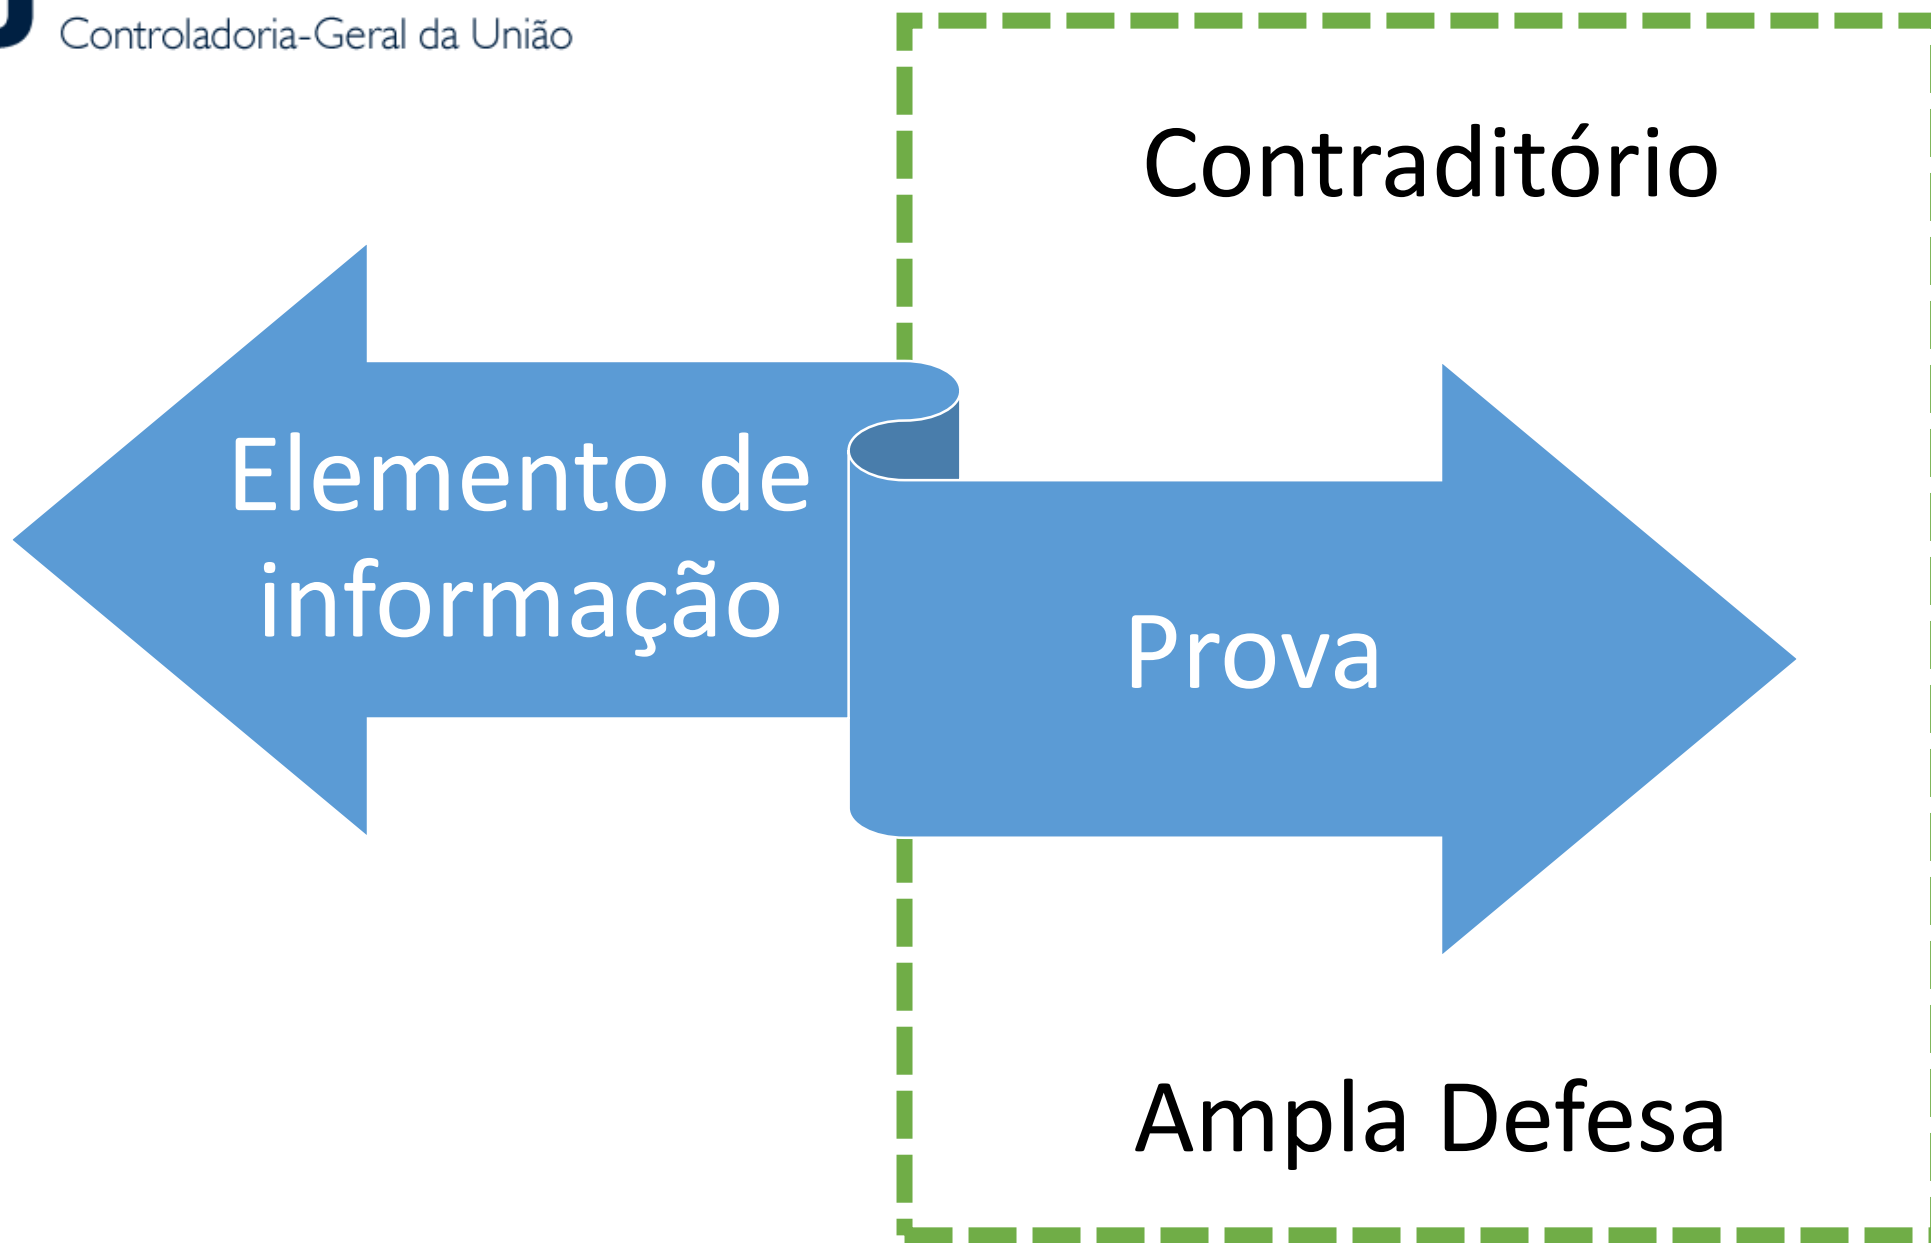 Controladoria-Geral da União
Contraditório
Elemento de
informação
Prova
Ampla Defesa